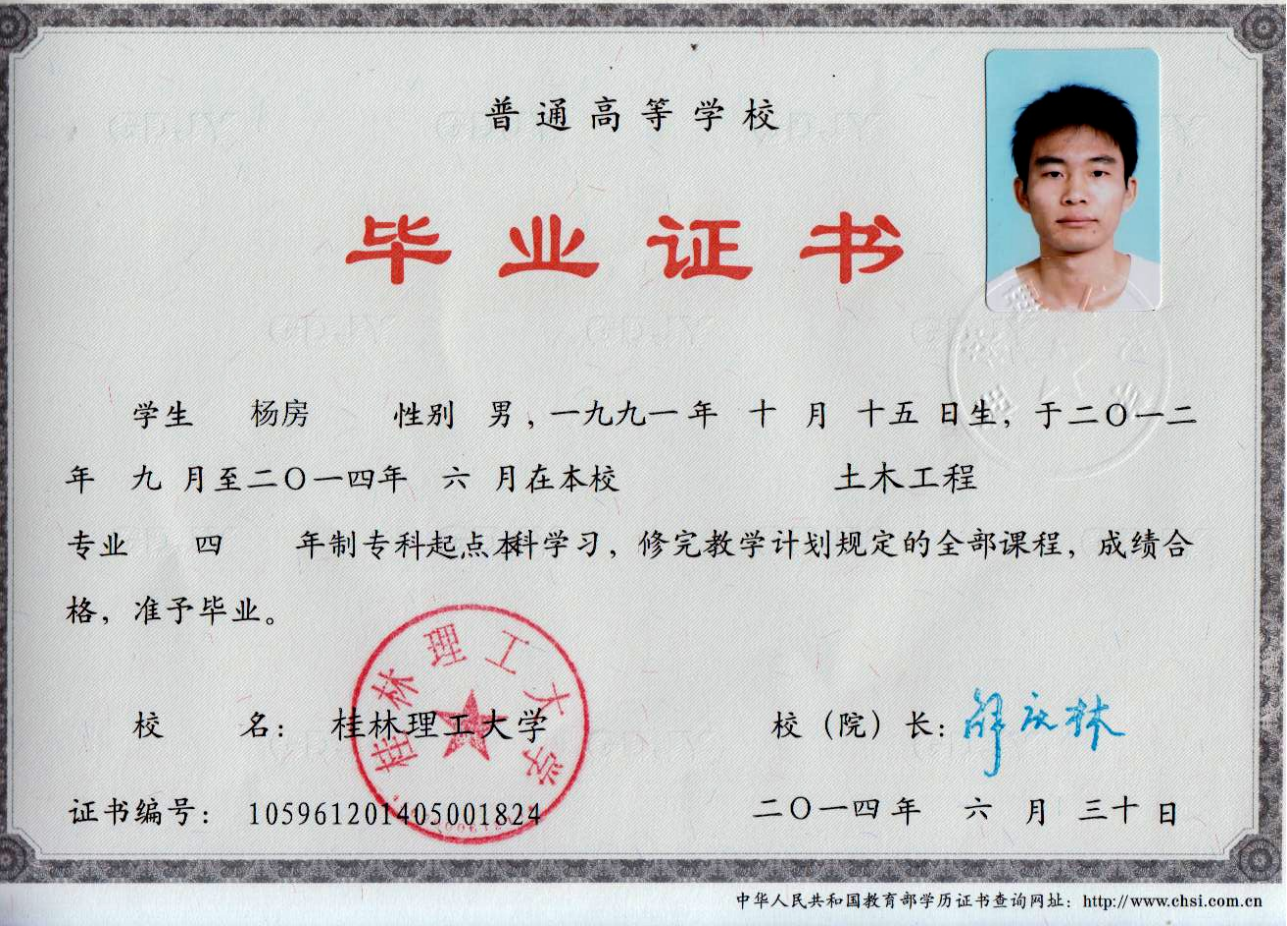 普通高等学校
毕业证书
学生 杨房 性别 男,一九九一年 十 月 十五 日生,于二〇一二
年 九 月至二〇一四年 六 月在本校 土木工程
专业 四 年制专科起点本科学习,修完教学计划规定的全部课程,成绩合
格,准予毕业。
桂林理工大学
校 名: 桂林理工大学 校(院)长:
证书编号: 105961201405001824 二〇一四年 六 月 三十 日
中华人民共和国教育部学历证书查询网址:http://www.chsi.com.cn